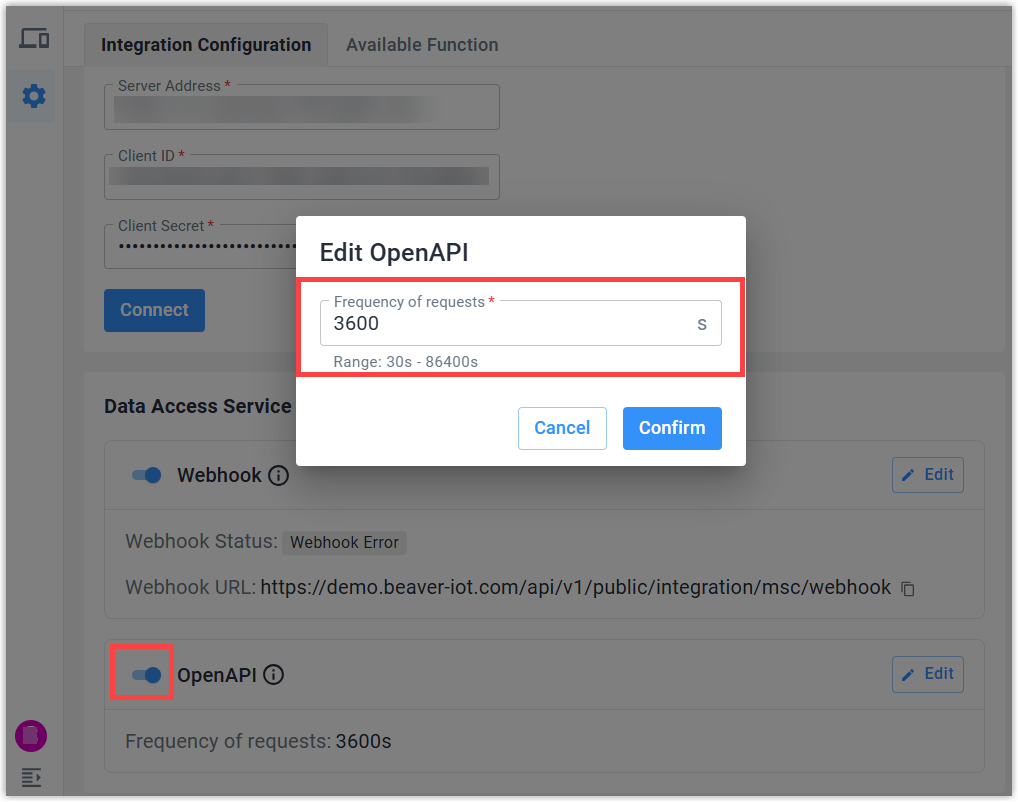 Integration Configuration
Available Function
Server Address *
Client ID *
Client Secret *
Connect
Edit OpenAPI
Frequency of requests *
3600
s
Range: 30s - 86400s
Cancel
Confirm
Data Access Service
Webhook
Edit
Webhook Status: Webhook Error
Webhook URL: https://demo.beaver-iot.com/api/v1/public/integration/msc/webhook
OpenAPI
Edit
Frequency of requests: 3600s